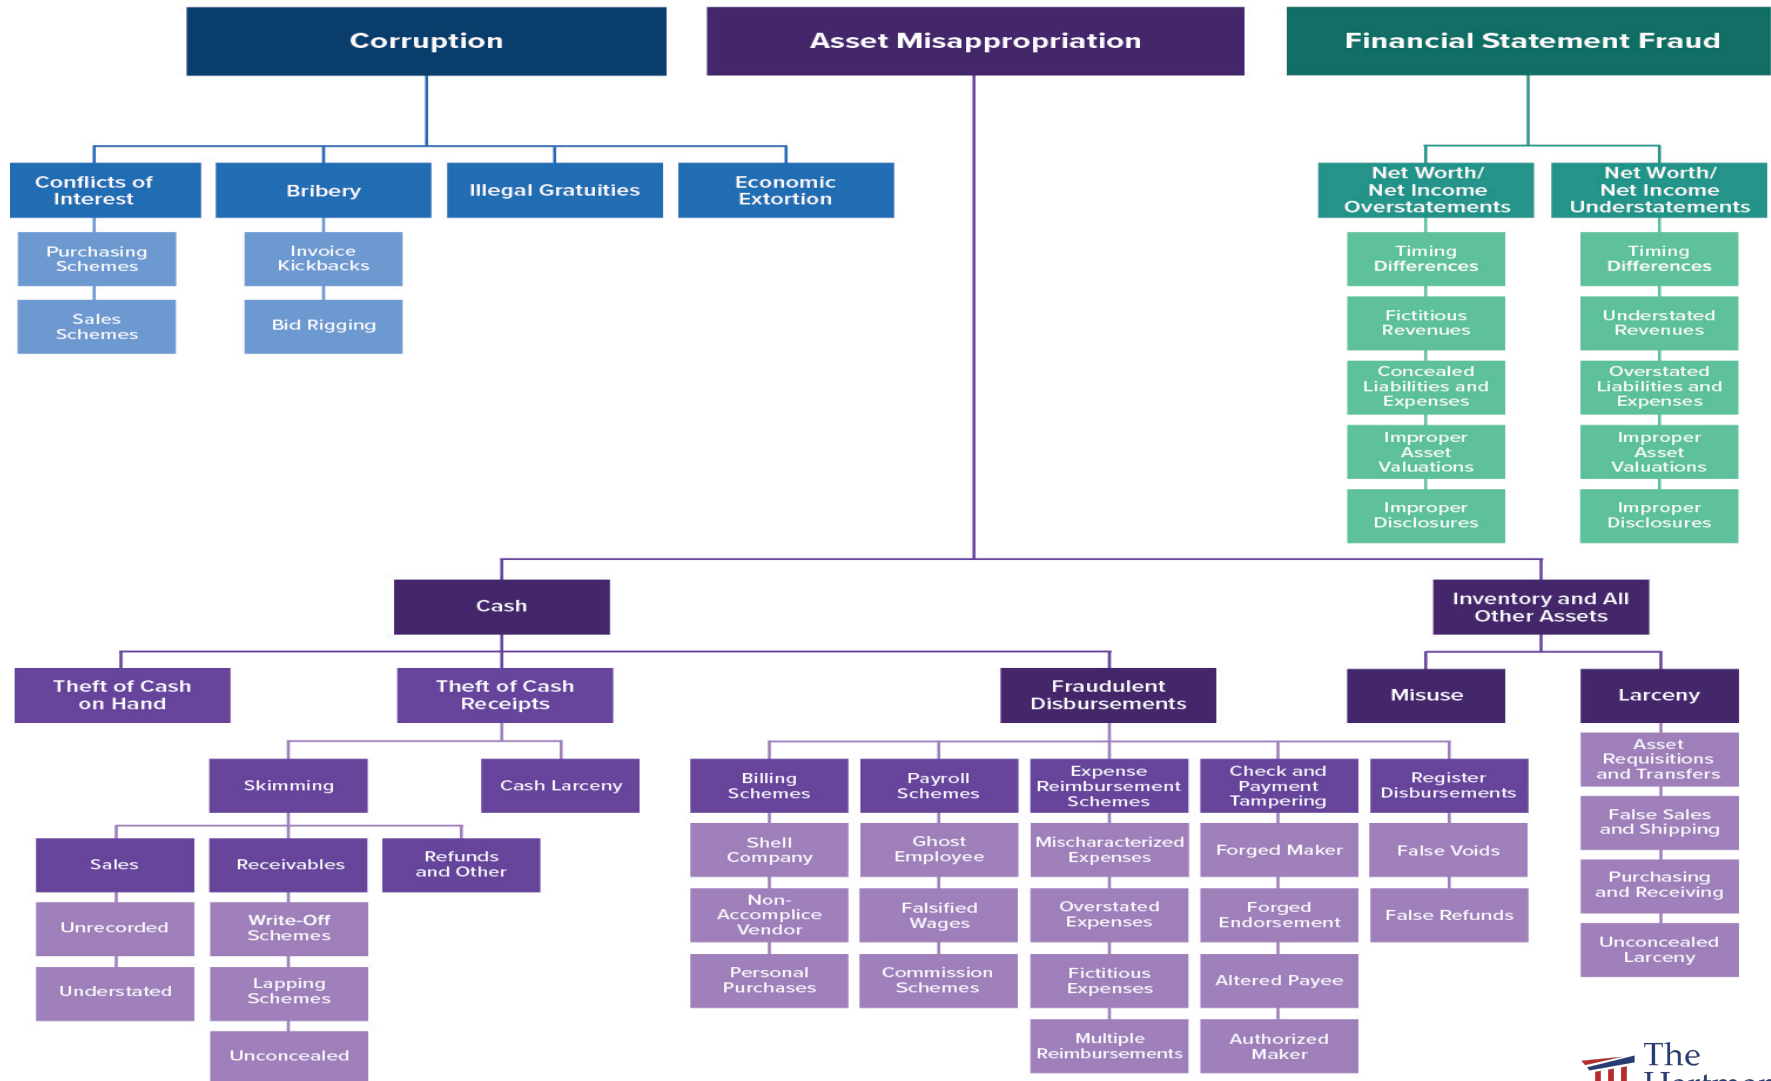 Corruption
Asset Misappropriation
Financial Statement Fraud
Conflicts of
Interest
Bribery
Illegal Gratuities
Economic
Extortion
Net Worth/
Net Income
Overstatements
Net Worth/
Net Income
Understatements
Purchasing
Schemes
Sales
Schemes
Invoice
Kickbacks
Bid Rigging
Timing
Differences
Fictitious
Revenues
Concealed
Liabilities and
Expenses
Improper
Asset
Valuations
Improper
Disclosures
Timing
Differences
Understated
Revenues
Overstated
Liabilities and
Expenses
Improper
Asset
Valuations
Improper
Disclosures
Cash
Inventory and All
Other Assets
Theft of Cash
on Hand
Theft of Cash
Receipts
Fraudulent
Disbursements
Misuse
Larceny
Skimming
Cash Larceny
Sales
Receivables
Refunds
and Other
Unrecorded
Understated
Write-Off
Schemes
Lapping
Schemes
Unconcealed
Billing
Schemes
Shell
Company
Non-
Accomplice
Vendor
Personal
Purchases
Payroll
Schemes
Ghost
Employee
Falsified
Wages
Commission
Schemes
Expense
Reimbursement
Schemes
Mischaracterized
Expenses
Overstated
Expenses
Fictitious
Expenses
Multiple
Reimbursements
Check and
Payment
Tampering
Forged Maker
Forged
Endorsement
Altered Payee
Authorized
Maker
Register
Disbursements
False Voids
False Refunds
Asset
Requisitions
and Transfers
False Sales
and Shipping
Purchasing
and Receiving
Unconcealed
Larceny
The